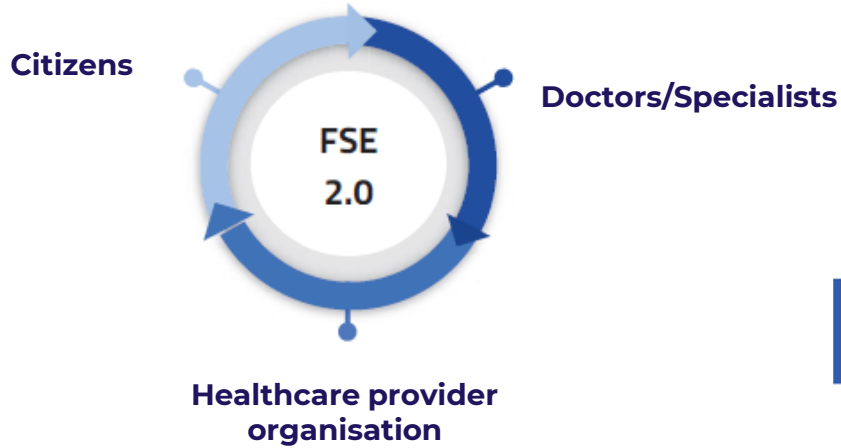 Citizens
Doctors/Specialists
FSE
2.0
Healthcare provider
organisation